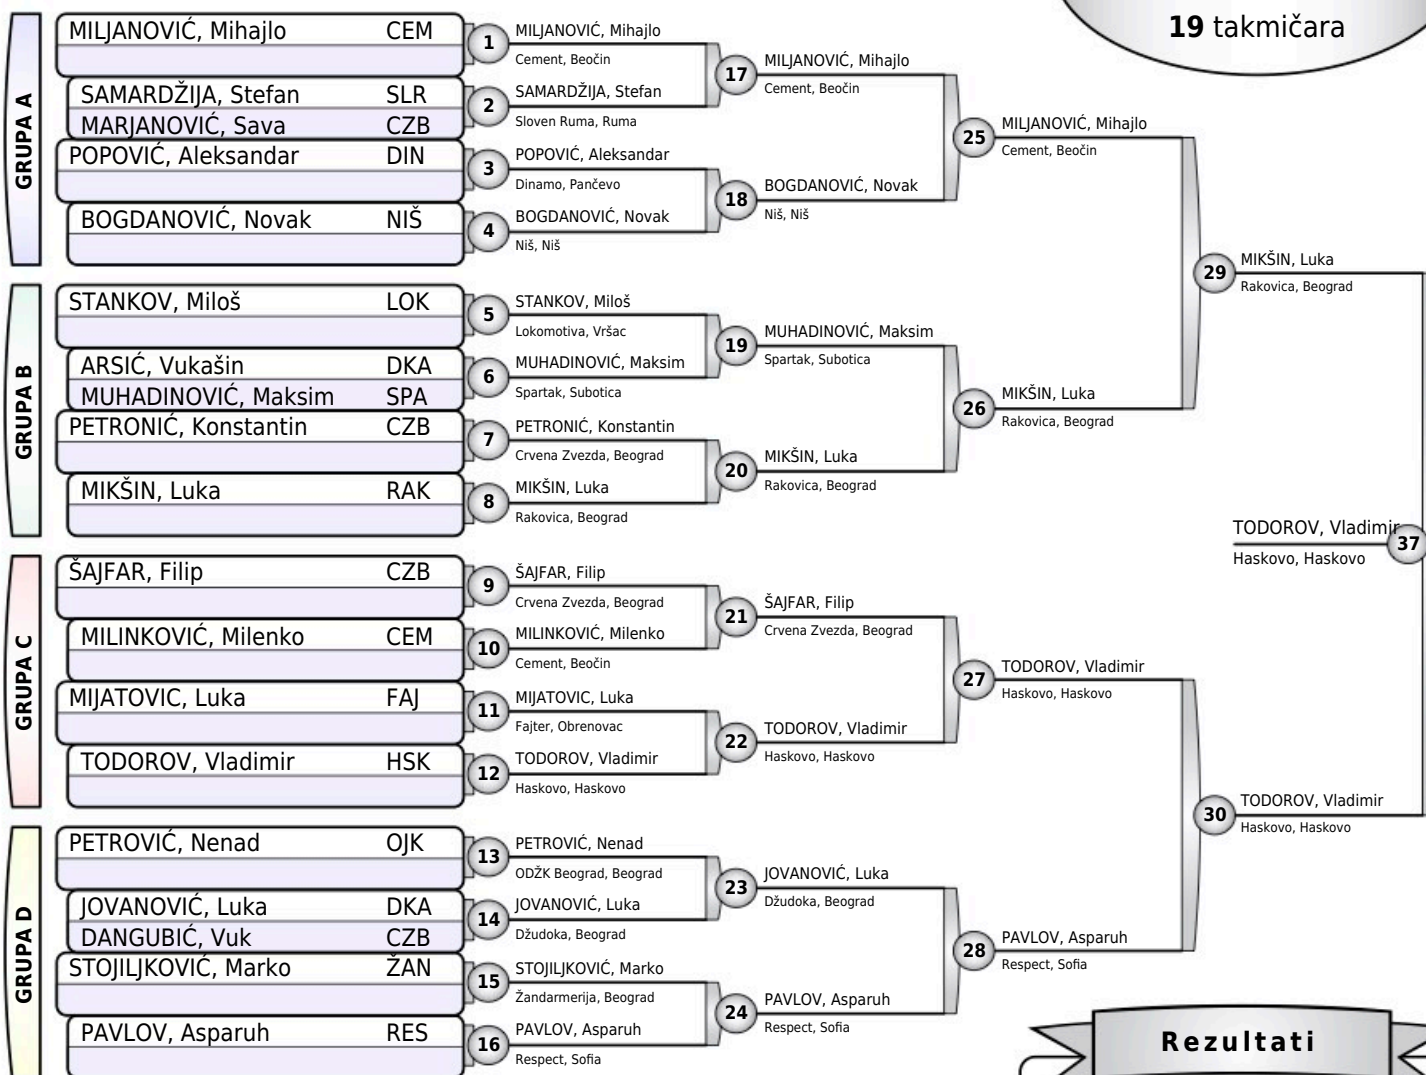 19 takmičara
GRUPA A
MILJANOVIĆ, Mihajlo CEM
SAMARDŽIJA, Stefan SLR
MARJANOVIĆ, Sava CZB
POPOVIĆ, Aleksandar DIN
BOGDANOVIĆ, Novak NIŠ
GRUPA B
STANKOV, Miloš LOK
ARSIĆ, Vukašin DKA
MUHADINOVIĆ, Maksim SPA
PETRONIĆ, Konstantin CZB
MIKŠIN, Luka RAK
GRUPA C
ŠAJFAR, Filip CZB
MILINKOVIĆ, Milenko CEM
MIJATOVIC, Luka FAJ
TODOROV, Vladimir HSK
GRUPA D
PETROVIĆ, Nenad OJK
JOVANOVIĆ, Luka DKA
DANGUBIĆ, Vuk CZB
STOJILJKOVIĆ, Marko ŽAN
PAVLOV, Asparuh RES
1 MILJANOVIĆ, Mihajlo
Cement, Beočin
2 SAMARDŽIJA, Stefan
Sloven Ruma, Ruma
3 POPOVIĆ, Aleksandar
Dinamo, Pančevo
4 BOGDANOVIĆ, Novak
Niš, Niš
5 STANKOV, Miloš
Lokomotiva, Vršac
6 MUHADINOVIĆ, Maksim
Spartak, Subotica
7 PETRONIĆ, Konstantin
Crvena Zvezda, Beograd
8 MIKŠIN, Luka
Rakovica, Beograd
9 ŠAJFAR, Filip
Crvena Zvezda, Beograd
10 MILINKOVIĆ, Milenko
Cement, Beočin
11 MIJATOVIC, Luka
Fajter, Obrenovac
12 TODOROV, Vladimir
Haskovo, Haskovo
13 PETROVIĆ, Nenad
ODŽK Beograd, Beograd
14 JOVANOVIĆ, Luka
Džudoka, Beograd
15 STOJILJKOVIĆ, Marko
Žandarmerija, Beograd
16 PAVLOV, Asparuh
Respect, Sofia
17 MILJANOVIĆ, Mihajlo
Cement, Beočin
18 BOGDANOVIĆ, Novak
Niš, Niš
19 MUHADINOVIĆ, Maksim
Spartak, Subotica
20 MIKŠIN, Luka
Rakovica, Beograd
21 ŠAJFAR, Filip
Crvena Zvezda, Beograd
22 TODOROV, Vladimir
Haskovo, Haskovo
23 JOVANOVIĆ, Luka
Džudoka, Beograd
24 PAVLOV, Asparuh
Respect, Sofia
25 MILJANOVIĆ, Mihajlo
Cement, Beočin
26 MIKŠIN, Luka
Rakovica, Beograd
27 TODOROV, Vladimir
Haskovo, Haskovo
28 PAVLOV, Asparuh
Respect, Sofia
29 MIKŠIN, Luka
Rakovica, Beograd
30 TODOROV, Vladimir
Haskovo, Haskovo
TODOROV, Vladimir 37
Haskovo, Haskovo
Rezultati